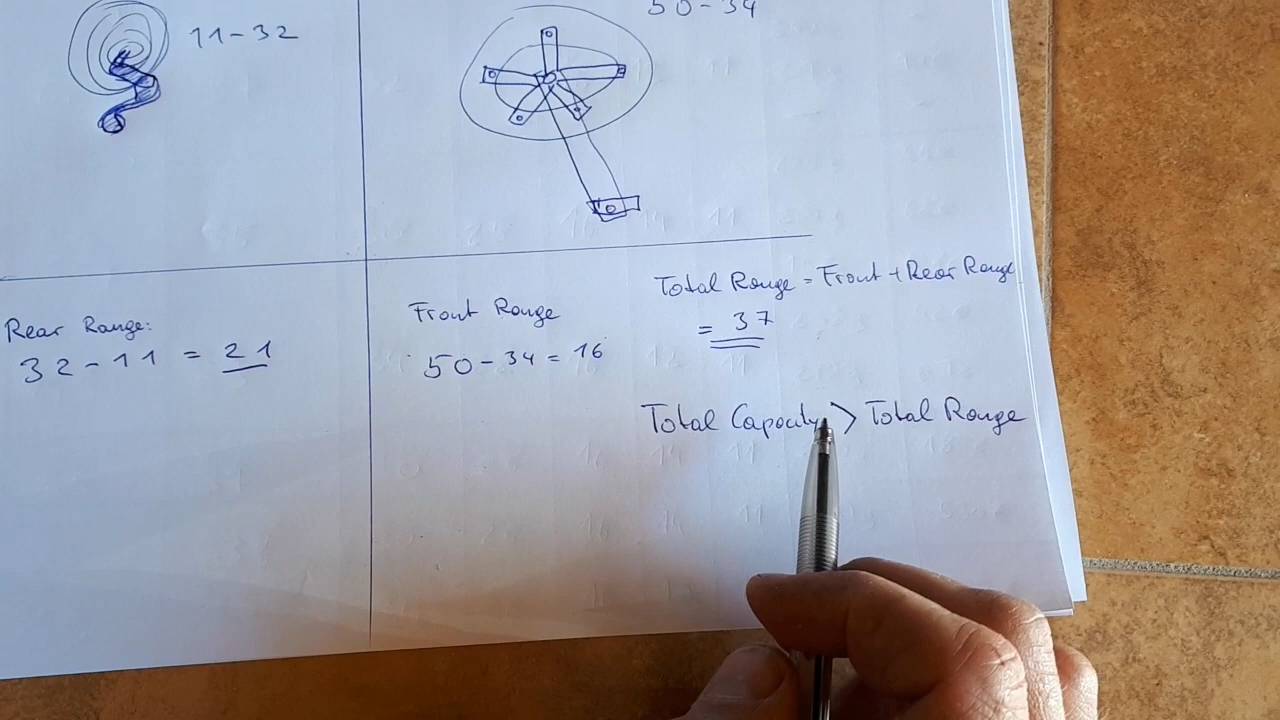 11-32
50-34
Rear Range:
32-11 = 21
Front Range
50-34 = 16
Total Range = Front + Rear Range
= 37
Total Capacity > Total Range